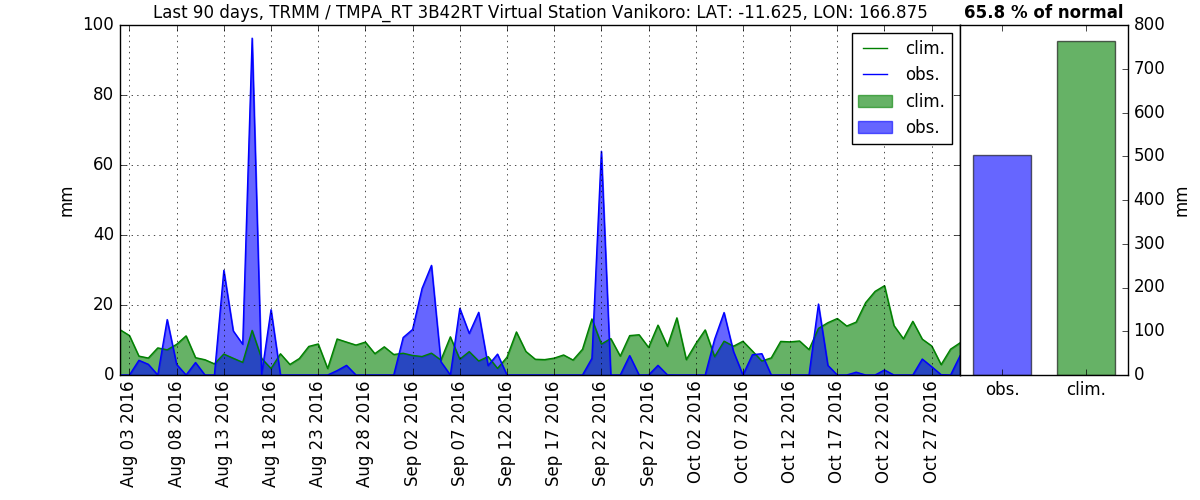 Last 90 days, TRMM / TMPA_RT 3B42RT Virtual Station Vanikoro: LAT: -11.625, LON: 166.875
65.8 % of normal
100
80
60
40
20
0
mm
clim.
obs.
clim.
obs.
800
700
600
500
400
300
200
100
0
mm
Aug 03 2016
Aug 08 2016
Aug 13 2016
Aug 18 2016
Aug 23 2016
Aug 28 2016
Sep 02 2016
Sep 07 2016
Sep 12 2016
Sep 17 2016
Sep 22 2016
Sep 27 2016
Oct 02 2016
Oct 07 2016
Oct 12 2016
Oct 17 2016
Oct 22 2016
Oct 27 2016
obs.
clim.